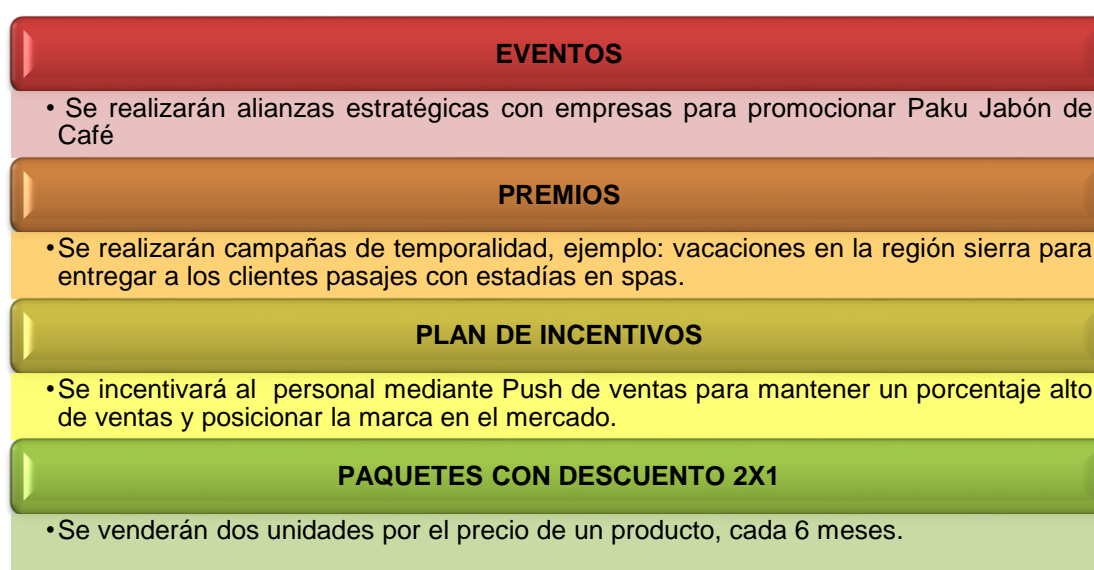 EVENTOS
• Se realizarán alianzas estratégicas con empresas para promocionar Paku Jabón de
Café
PREMIOS
•Se realizarán campañas de temporalidad, ejemplo: vacaciones en la región sierra para
entregar a los clientes pasajes con estadías en spas.
PLAN DE INCENTIVOS
•Se incentivará al personal mediante Push de ventas para mantener un porcentaje alto
de ventas y posicionar la marca en el mercado.
PAQUETES CON DESCUENTO 2X1
•Se venderán dos unidades por el precio de un producto, cada 6 meses.